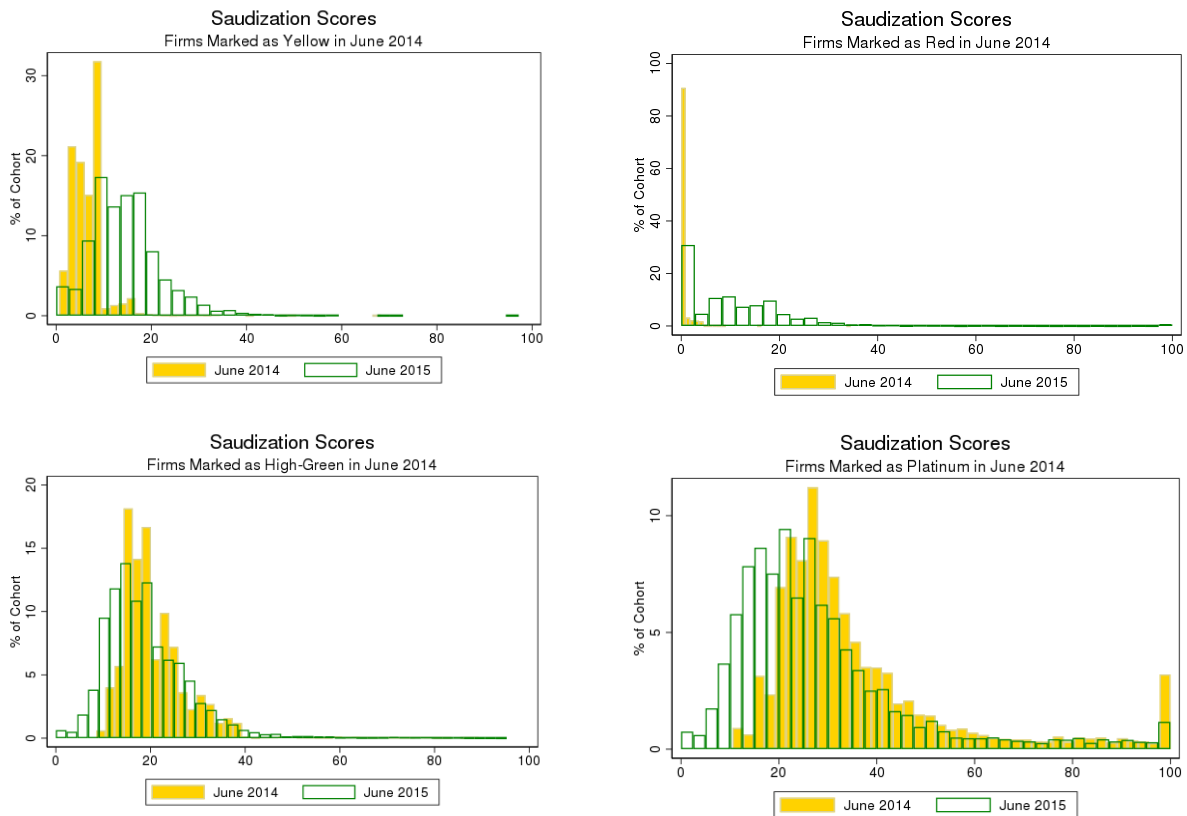 Saudization Scores
Firms Marked as Yellow in June 2014
% of Cohort
30
20
10
0
0 20 40 60 80 100
June 2014 June 2015
Saudization Scores
Firms Marked as Red in June 2014
% of Cohort
100
80
60
40
20
0
0 20 40 60 80 100
June 2014 June 2015
Saudization Scores
Firms Marked as High-Green in June 2014
% of Cohort
20
15
10
5
0
0 20 40 60 80 100
June 2014 June 2015
Saudization Scores
Firms Marked as Platinum in June 2014
% of Cohort
10
5
0
0 20 40 60 80 100
June 2014 June 2015